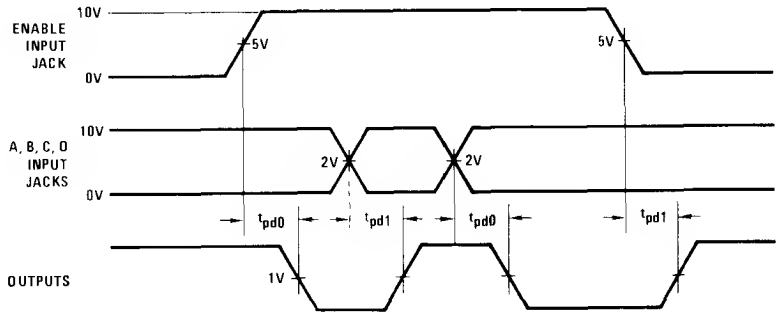 10V
ENABLE
INPUT
JACK
5V
5V
0V
10V
A, B, C, D
INPUT
JACKS
2V
2V
0V
tpd0
tpd1
tpd0
tpd1
OUTPUTS
1V